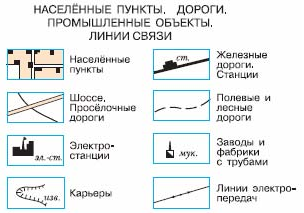 НАСЕЛЁННЫЕ ПУНКТЫ, ДОРОГИ,
ПРОМЫШЛЕННЫЕ ОБЪЕКТЫ,
ЛИНИИ СВЯЗИ
Населённые
пункты
ст.
Железные
дороги.
Станции
Шоссе,
Просёлочные
дороги
Полевые и
лесные
дороги
эл.-ст.
Электро-
станции
мук.
Заводы и
фабрики
с трубами
изв.
Карьеры
Линии электро-
передач